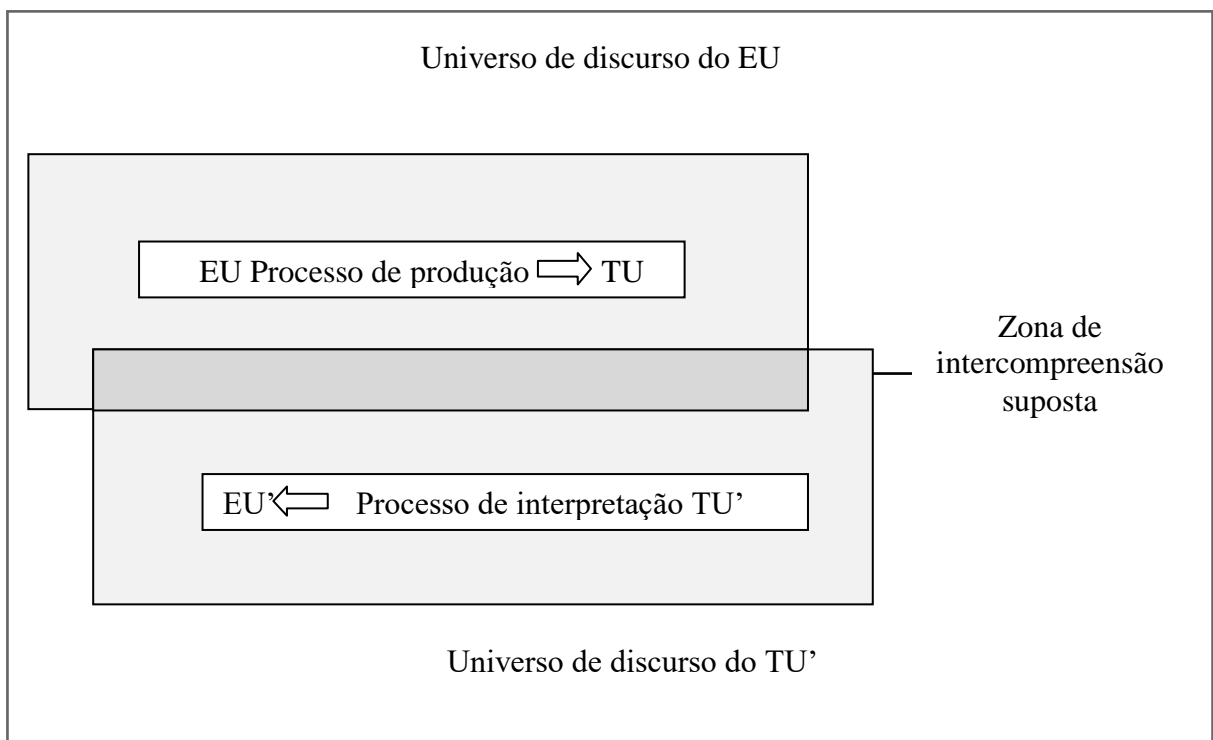 Universo de discurso do EU
EU Processo de produção TU
Zona de
intercompreensão
suposta
EU’ Processo de interpretação TU’
Universo de discurso do TU’